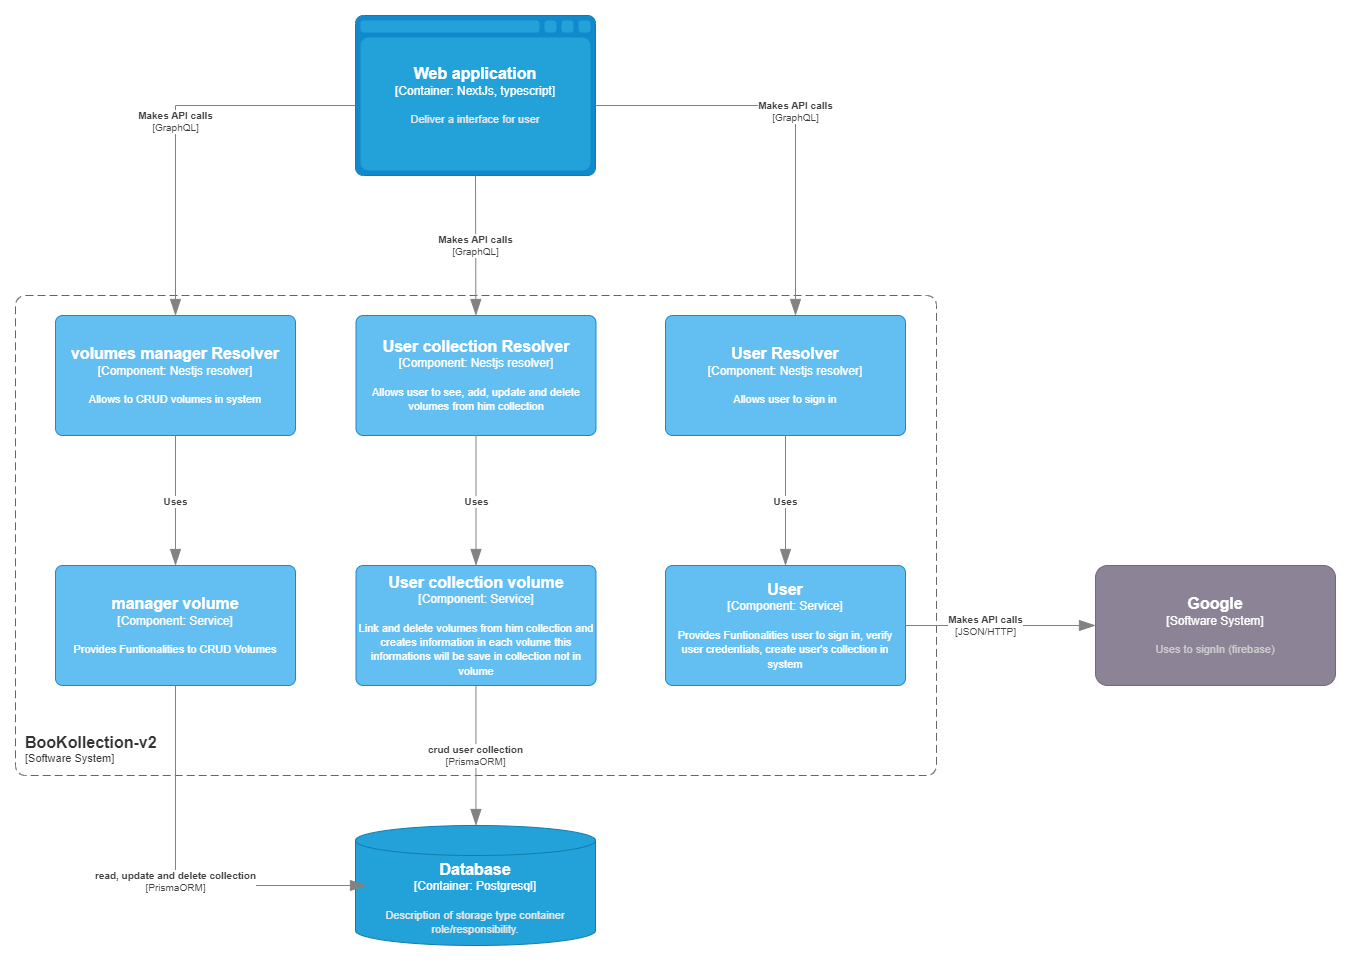 Web application
[Container: NextJs, typescript]
Deliver a interface for user
Makes API calls
[GraphQL]
Makes API calls
[GraphQL]
Makes API calls
[GraphQL]
volumes manager Resolver
[Component: Nestjs resolver]
Allows to CRUD volumes in system
User collection Resolver
[Component: Nestjs resolver]
Allows user to see, add, update and delete
volumes from him collection
User Resolver
[Component: Nestjs resolver]
Allows user to sign in
Uses
Uses
Uses
manager volume
[Component: Service]
Provides Funtionalities to CRUD Volumes
User collection volume
[Component: Service]
Link and delete volumes from him collection and
creates information in each volume this
informations will be save in collection not in
volume
User
[Component: Service]
Provides Funtionalities user to sign in, verify
user credentials, create user's collection in
system
Makes API calls
[JSON/HTTP]
Google
[Software System]
Uses to signIn (firebase)
BooKollection-v2
[Software System]
crud user collection
[PrismaORM]
read, update and delete collection
[PrismaORM]
Database
[Container: Postgresql]
Description of storage type container
role/responsibility.